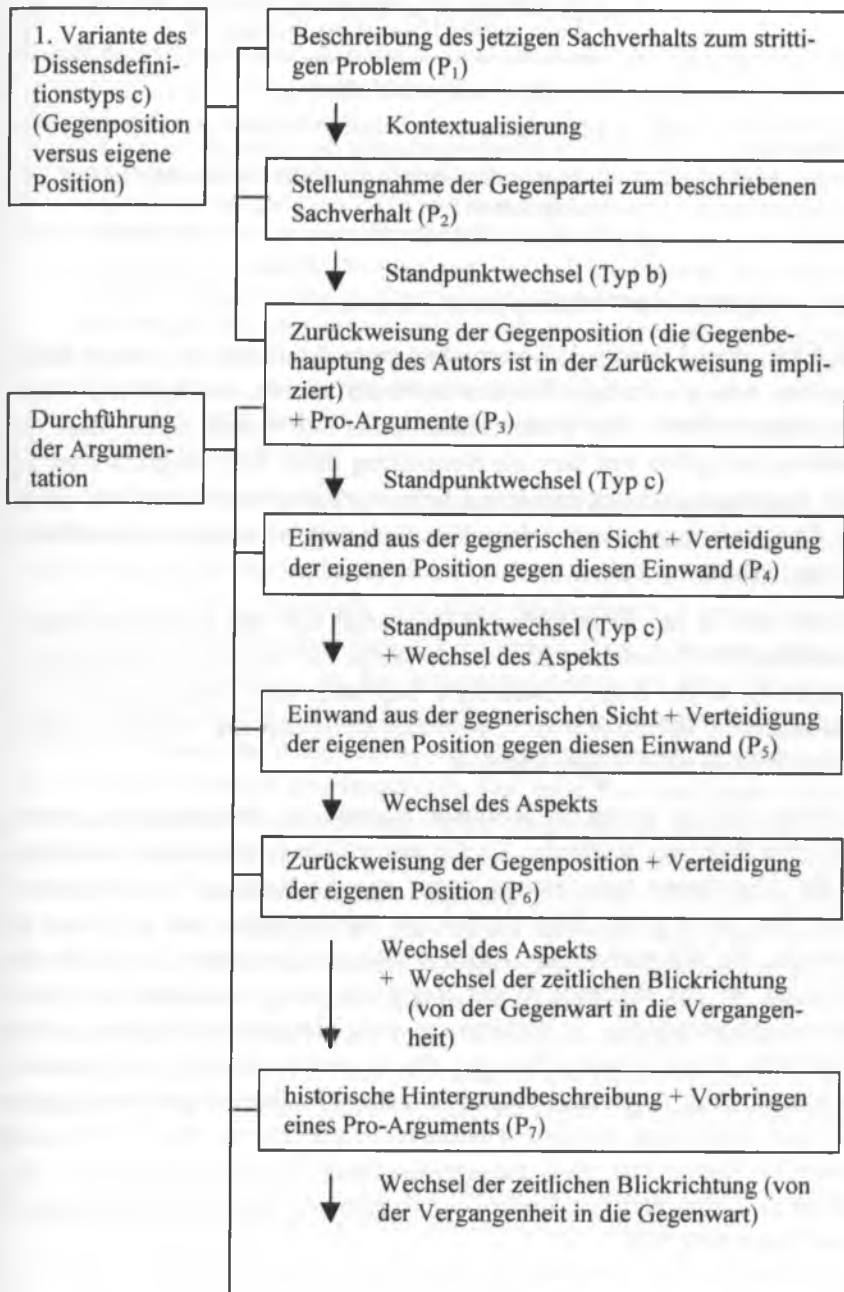 1. Variante des
Dissensdefini-
tionstyps c)
(Gegenposition
versus eigene
Position)
Beschreibung des jetzigen Sachverhalts zum stritti-
gen Problem (P₁)
Kontextualisierung
Stellungnahme der Gegenpartei zum beschriebenen
Sachverhalt (P₂)
Standpunktwechsel (Typ b)
Zurückweisung der Gegenposition (die Gegenbe-
hauptung des Autors ist in der Zurückweisung impli-
ziert)
+ Pro-Argumente (P₃)
Durchführung
der Argumen-
tation
Standpunktwechsel (Typ c)
Einwand aus der gegnerischen Sicht + Verteidigung
der eigenen Position gegen diesen Einwand (P₄)
Standpunktwechsel (Typ c)
+ Wechsel des Aspekts
Einwand aus der gegnerischen Sicht + Verteidigung
der eigenen Position gegen diesen Einwand (P₅)
Wechsel des Aspekts
Zurückweisung der Gegenposition + Verteidigung
der eigenen Position (P₆)
Wechsel des Aspekts
+ Wechsel der zeitlichen Blickrichtung
(von der Gegenwart in die Vergangen-
heit)
historische Hintergrundbeschreibung + Vorbringen
eines Pro-Arguments (P₇)
Wechsel der zeitlichen Blickrichtung (von
der Vergangenheit in die Gegenwart)